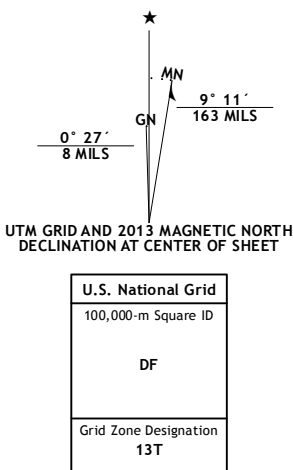 MN
9° 11´
163 MILS
GN
0° 27´
8 MILS
UTM GRID AND 2013 MAGNETIC NORTH
DECLINATION AT CENTER OF SHEET
U.S. National Grid
100,000-m Square ID
DF
Grid Zone Designation
13T